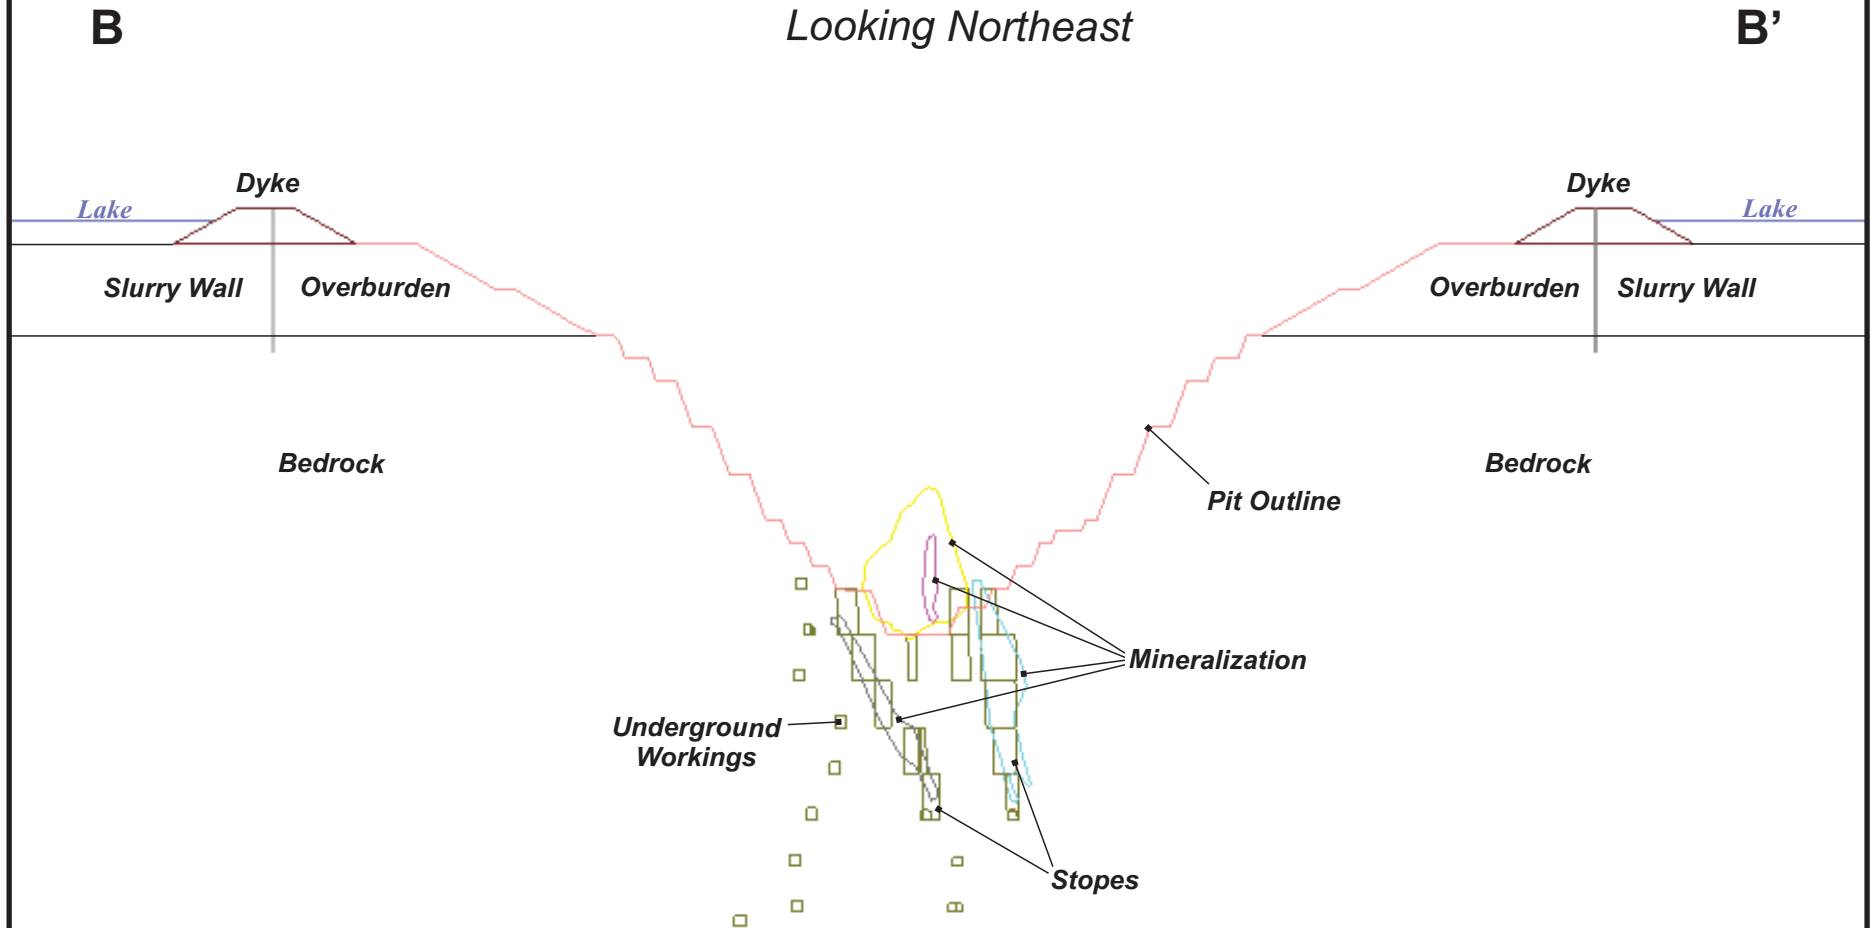 B
Looking Northeast
B’
Dyke
Dyke
Lake
Lake
Slurry Wall
Overburden
Overburden
Slurry Wall
Bedrock
Bedrock
Pit Outline
Mineralization
Underground
Workings
Stopes